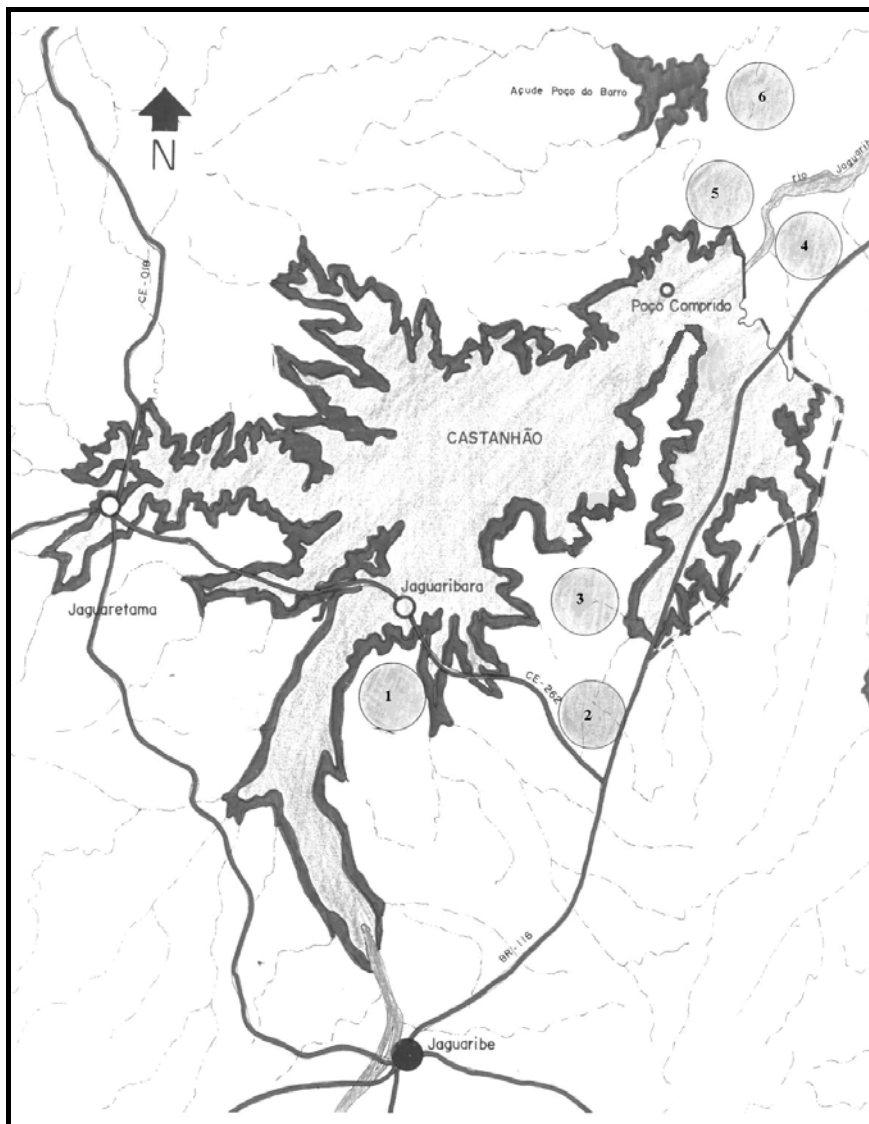 Açude Poço do Barro
6
N
5
rio Jaguaribe
4
CE-018
Poço Comprido
CASTANHÃO
Jaguaribara
3
Jaguaretama
1
CE-262
2
BR-116
Jaguaribe